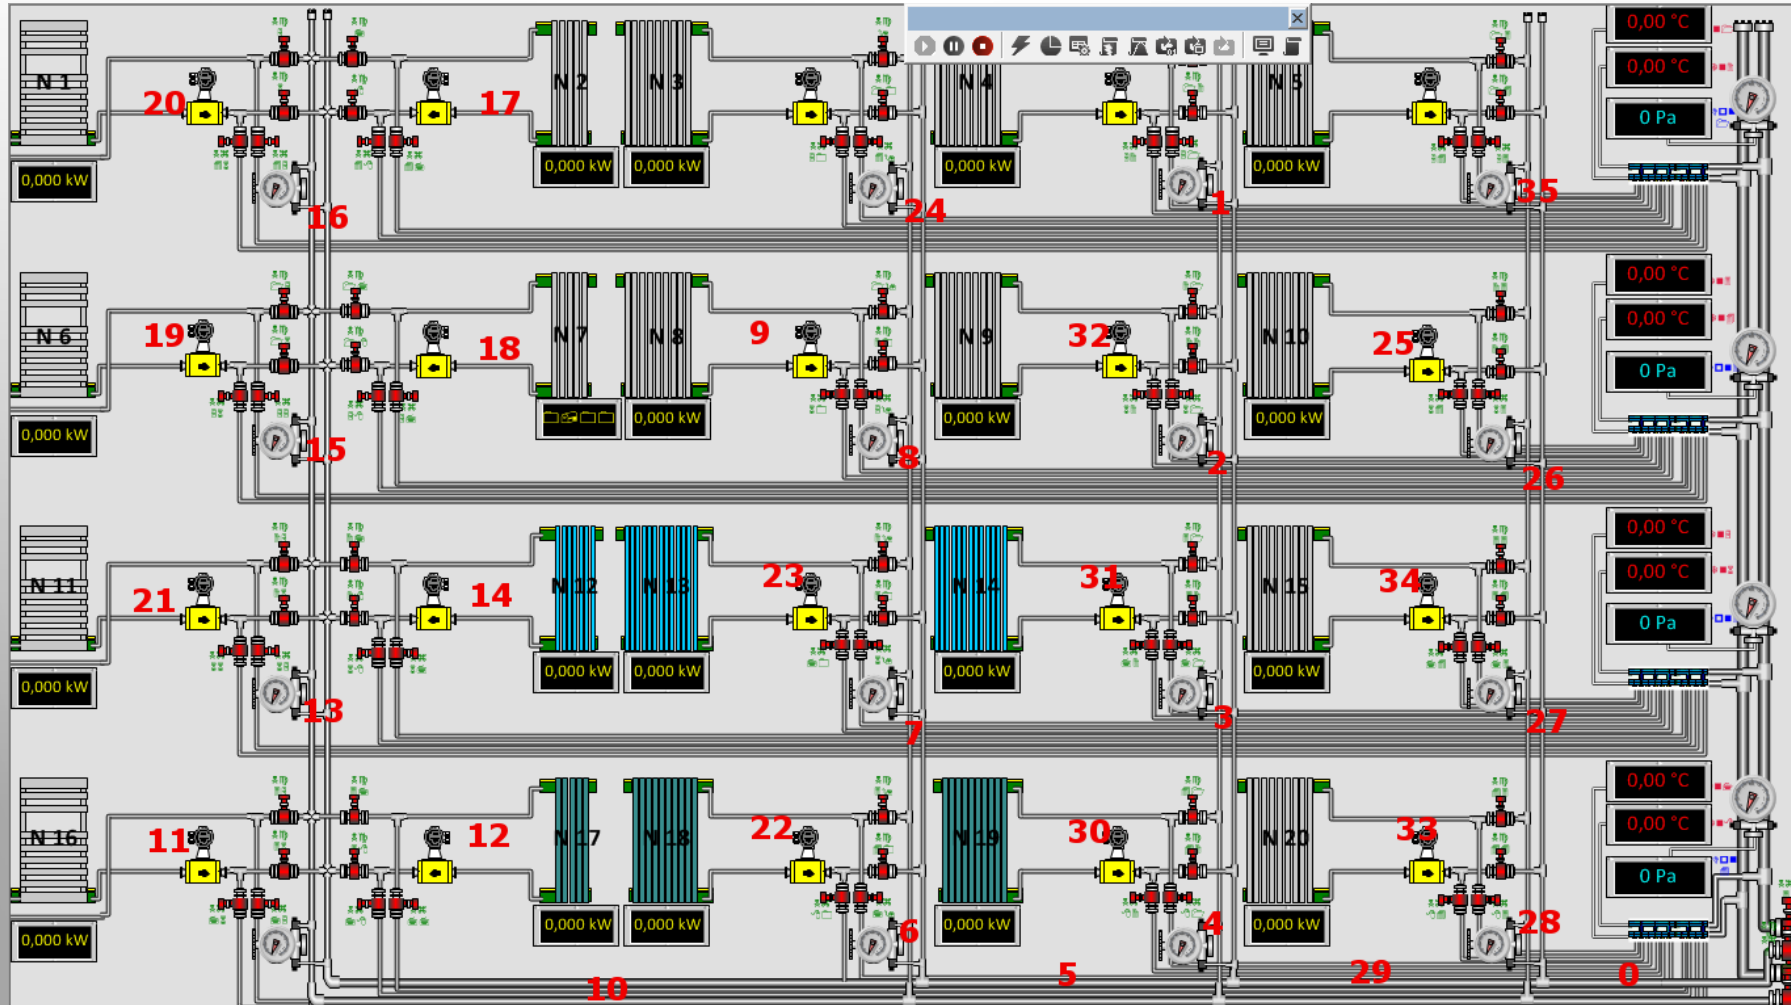 0,00 °C
N 1
20
17
N 2
N 3
N 4
N 5
0,00 °C
0 Pa
0,000 kW
0,000 kW
0,000 kW
0,000 kW
0,000 kW
16
24
1
35
0,00 °C
N 6
19
18
N 7
N 8
9
N 9
32
N 10
25
0,00 °C
0 Pa
0,000 kW
0,000 kW
0,000 kW
0,000 kW
15
8
2
26
0,00 °C
N 11
21
14
N 12
N 13
23
N 14
31
N 15
34
0,00 °C
0 Pa
0,000 kW
0,000 kW
0,000 kW
0,000 kW
0,000 kW
13
7
3
27
0,00 °C
N 16
11
12
N 17
N 18
22
N 19
30
N 20
33
0,00 °C
0 Pa
0,000 kW
0,000 kW
0,000 kW
0,000 kW
0,000 kW
6
4
28
10
5
29
0